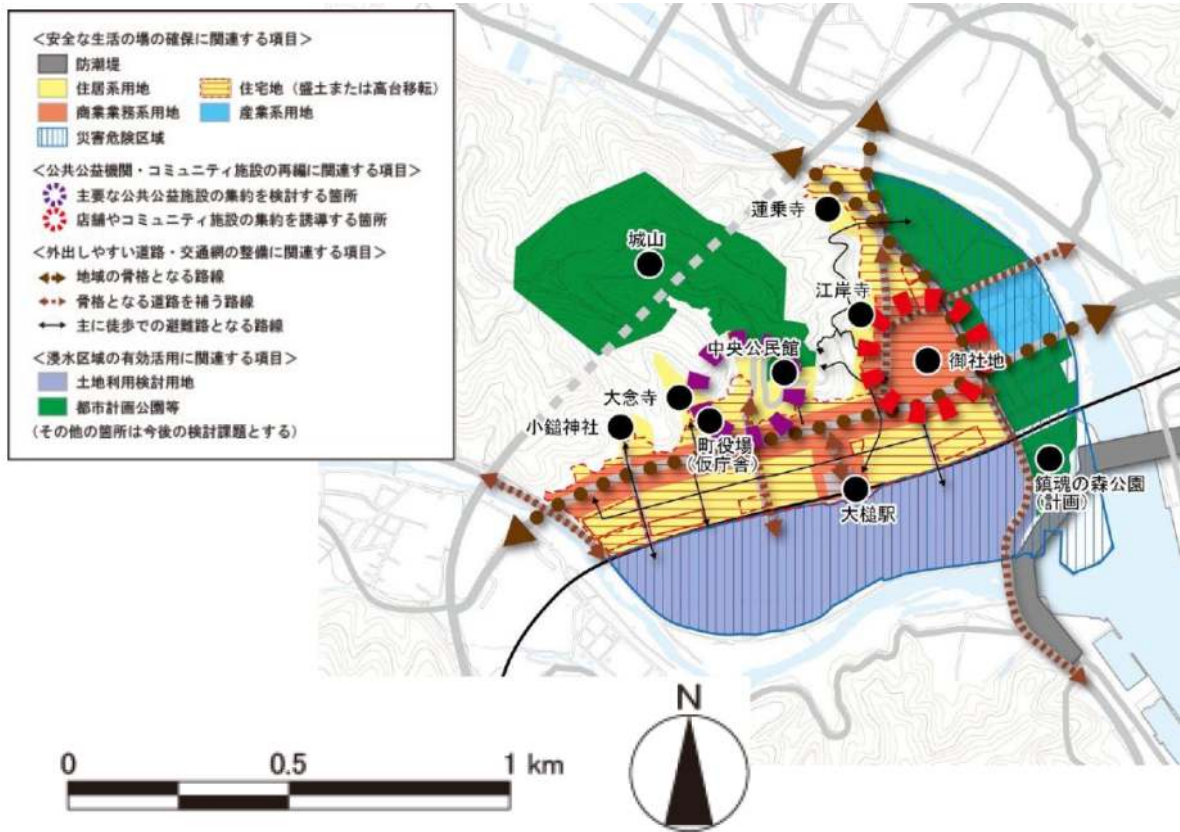 ＜安全な生活の場の確保に関連する項目＞
防潮堤
住居系用地
住宅地（盛土または高台移転）
商業業務系用地
産業系用地
災害危険区域
＜公共公益機関・コミュニティ施設の再編に関連する項目＞
主要な公共公益施設の集約を検討する箇所
店舗やコミュニティ施設の集約を誘導する箇所
＜外出しやすい道路・交通網の整備に関連する項目＞
地域の骨格となる路線
骨格となる道路を補う路線
主に徒歩での避難路となる路線
＜浸水区域の有効活用に関連する項目＞
土地利用検討用地
都市計画公園等
（その他の箇所は今後の検討課題とする）
蓮乗寺
城山
江岸寺
中央公民館
御社地
大念寺
小鎚神社
町役場
（仮庁舎）
鎮魂の森公園
（計画）
大槌駅
N
0
0.5
1 km